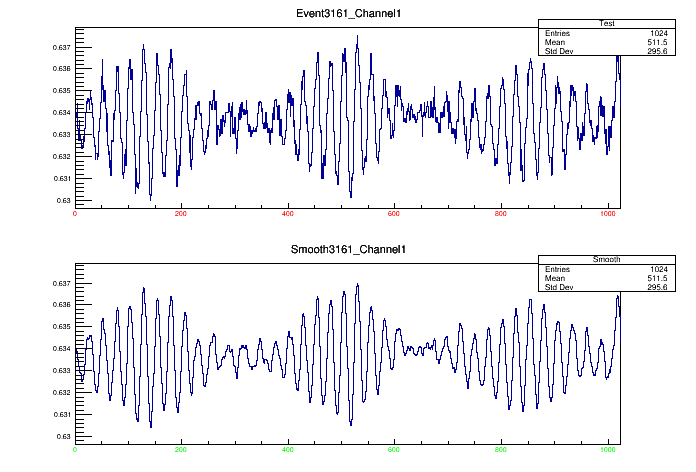 Event3161_Channel1
Test
Entries 1024
Mean 511.5
Std Dev 295.6
0.637
0.636
0.635
0.634
0.633
0.632
0.631
0.63
0 200 400 600 800 1000
Smooth3161_Channel1
Smooth
Entries 1024
Mean 511.5
Std Dev 295.6
0.637
0.636
0.635
0.634
0.633
0.632
0.631
0.63
0 200 400 600 800 1000